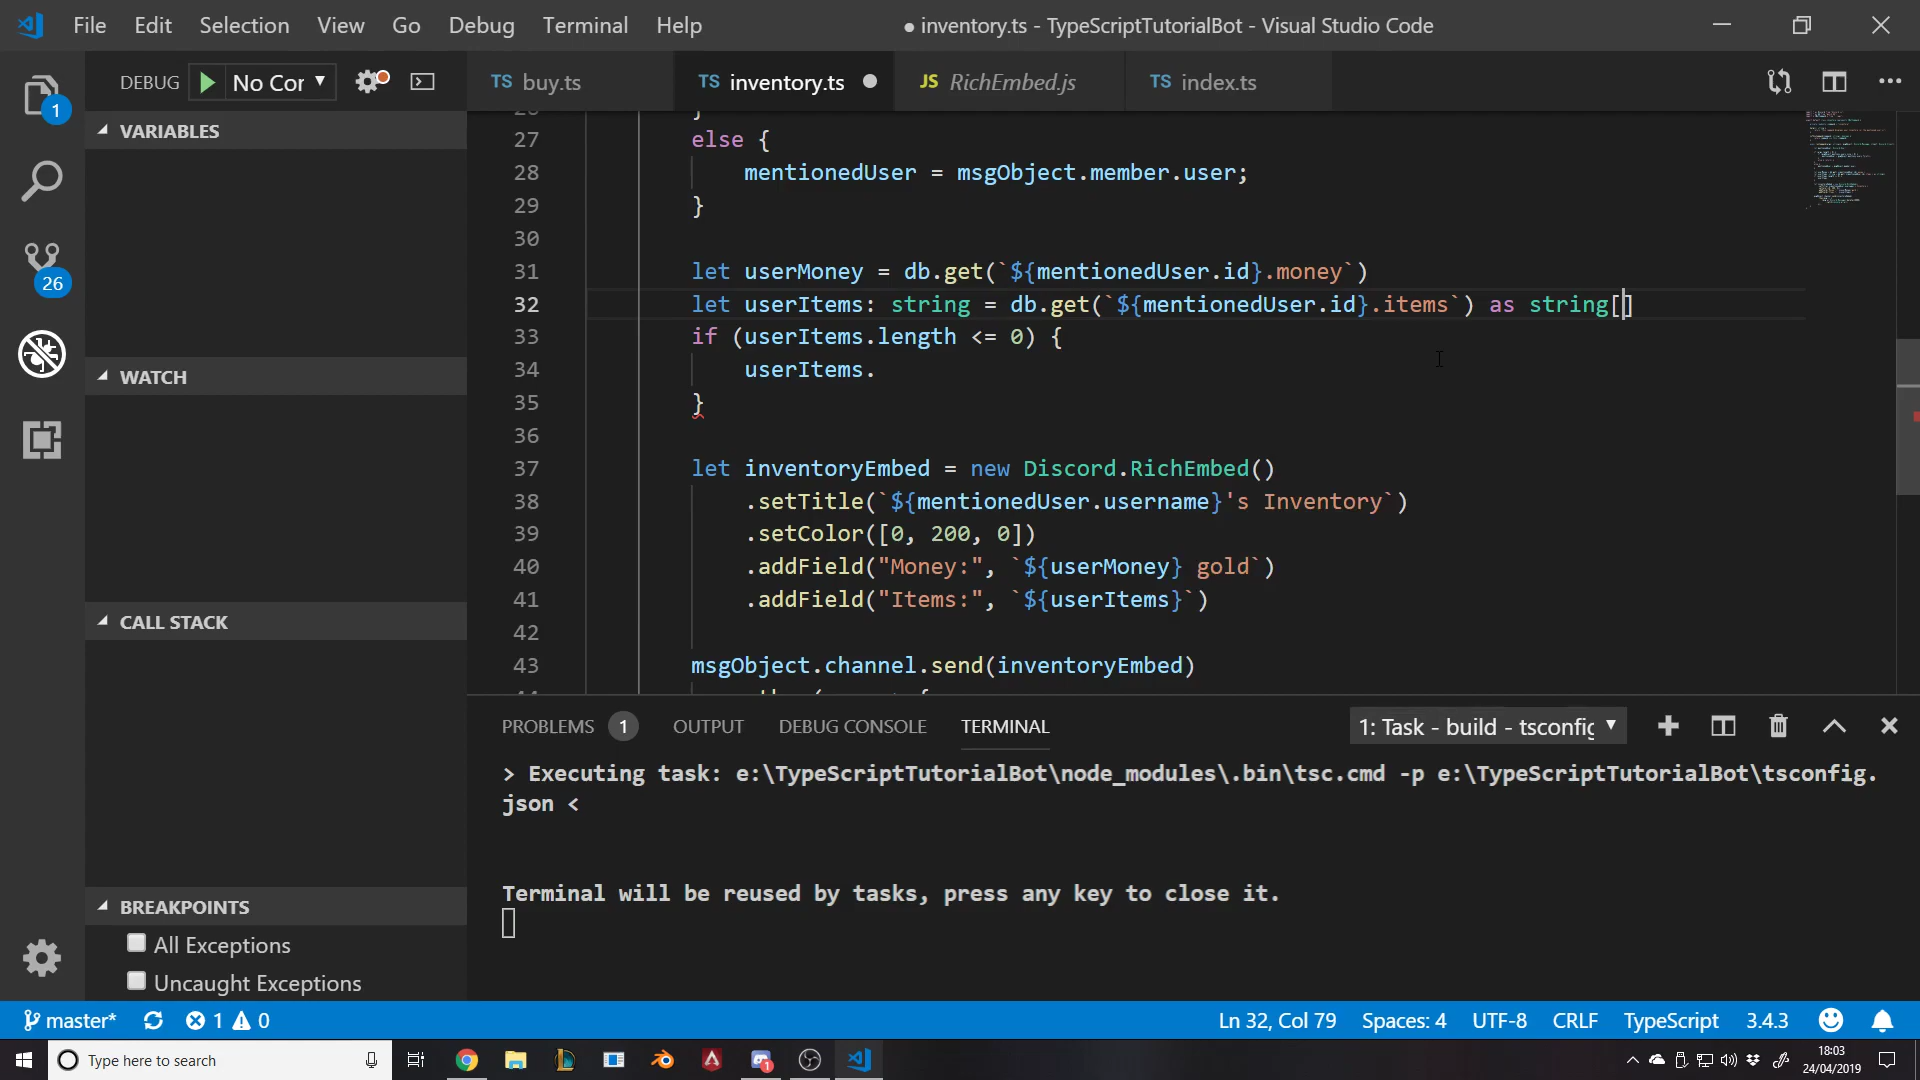 File Edit Selection View Go Debug Terminal Help
● inventory.ts - TypeScriptTutorialBot - Visual Studio Code
DEBUG No Cor
TS buy.ts TS inventory.ts JS RichEmbed.js TS index.ts
1
26
VARIABLES
WATCH
CALL STACK
BREAKPOINTS
All Exceptions
Uncaught Exceptions
27 else {
28 mentionedUser = msgObject.member.user;
29 }
30
31 let userMoney = db.get(`${mentionedUser.id}.money`)
32 let userItems: string = db.get(`${mentionedUser.id}.items`) as string[]
33 if (userItems.length <= 0) {
34 userItems.
35 }
36
37 let inventoryEmbed = new Discord.RichEmbed()
38 .setTitle(`${mentionedUser.username}'s Inventory`)
39 .setColor([0, 200, 0])
40 .addField("Money:", `${userMoney} gold`)
41 .addField("Items:", `${userItems}`)
42
43 msgObject.channel.send(inventoryEmbed)
PROBLEMS 1 OUTPUT DEBUG CONSOLE TERMINAL 1: Task - build - tsconfig
> Executing task: e:\TypeScriptTutorialBot\node_modules\.bin\tsc.cmd -p e:\TypeScriptTutorialBot\tsconfig.
json <
Terminal will be reused by tasks, press any key to close it.
master* 1 0 Ln 32, Col 79 Spaces: 4 UTF-8 CRLF TypeScript 3.4.3
Type here to search
18:03
24/04/2019